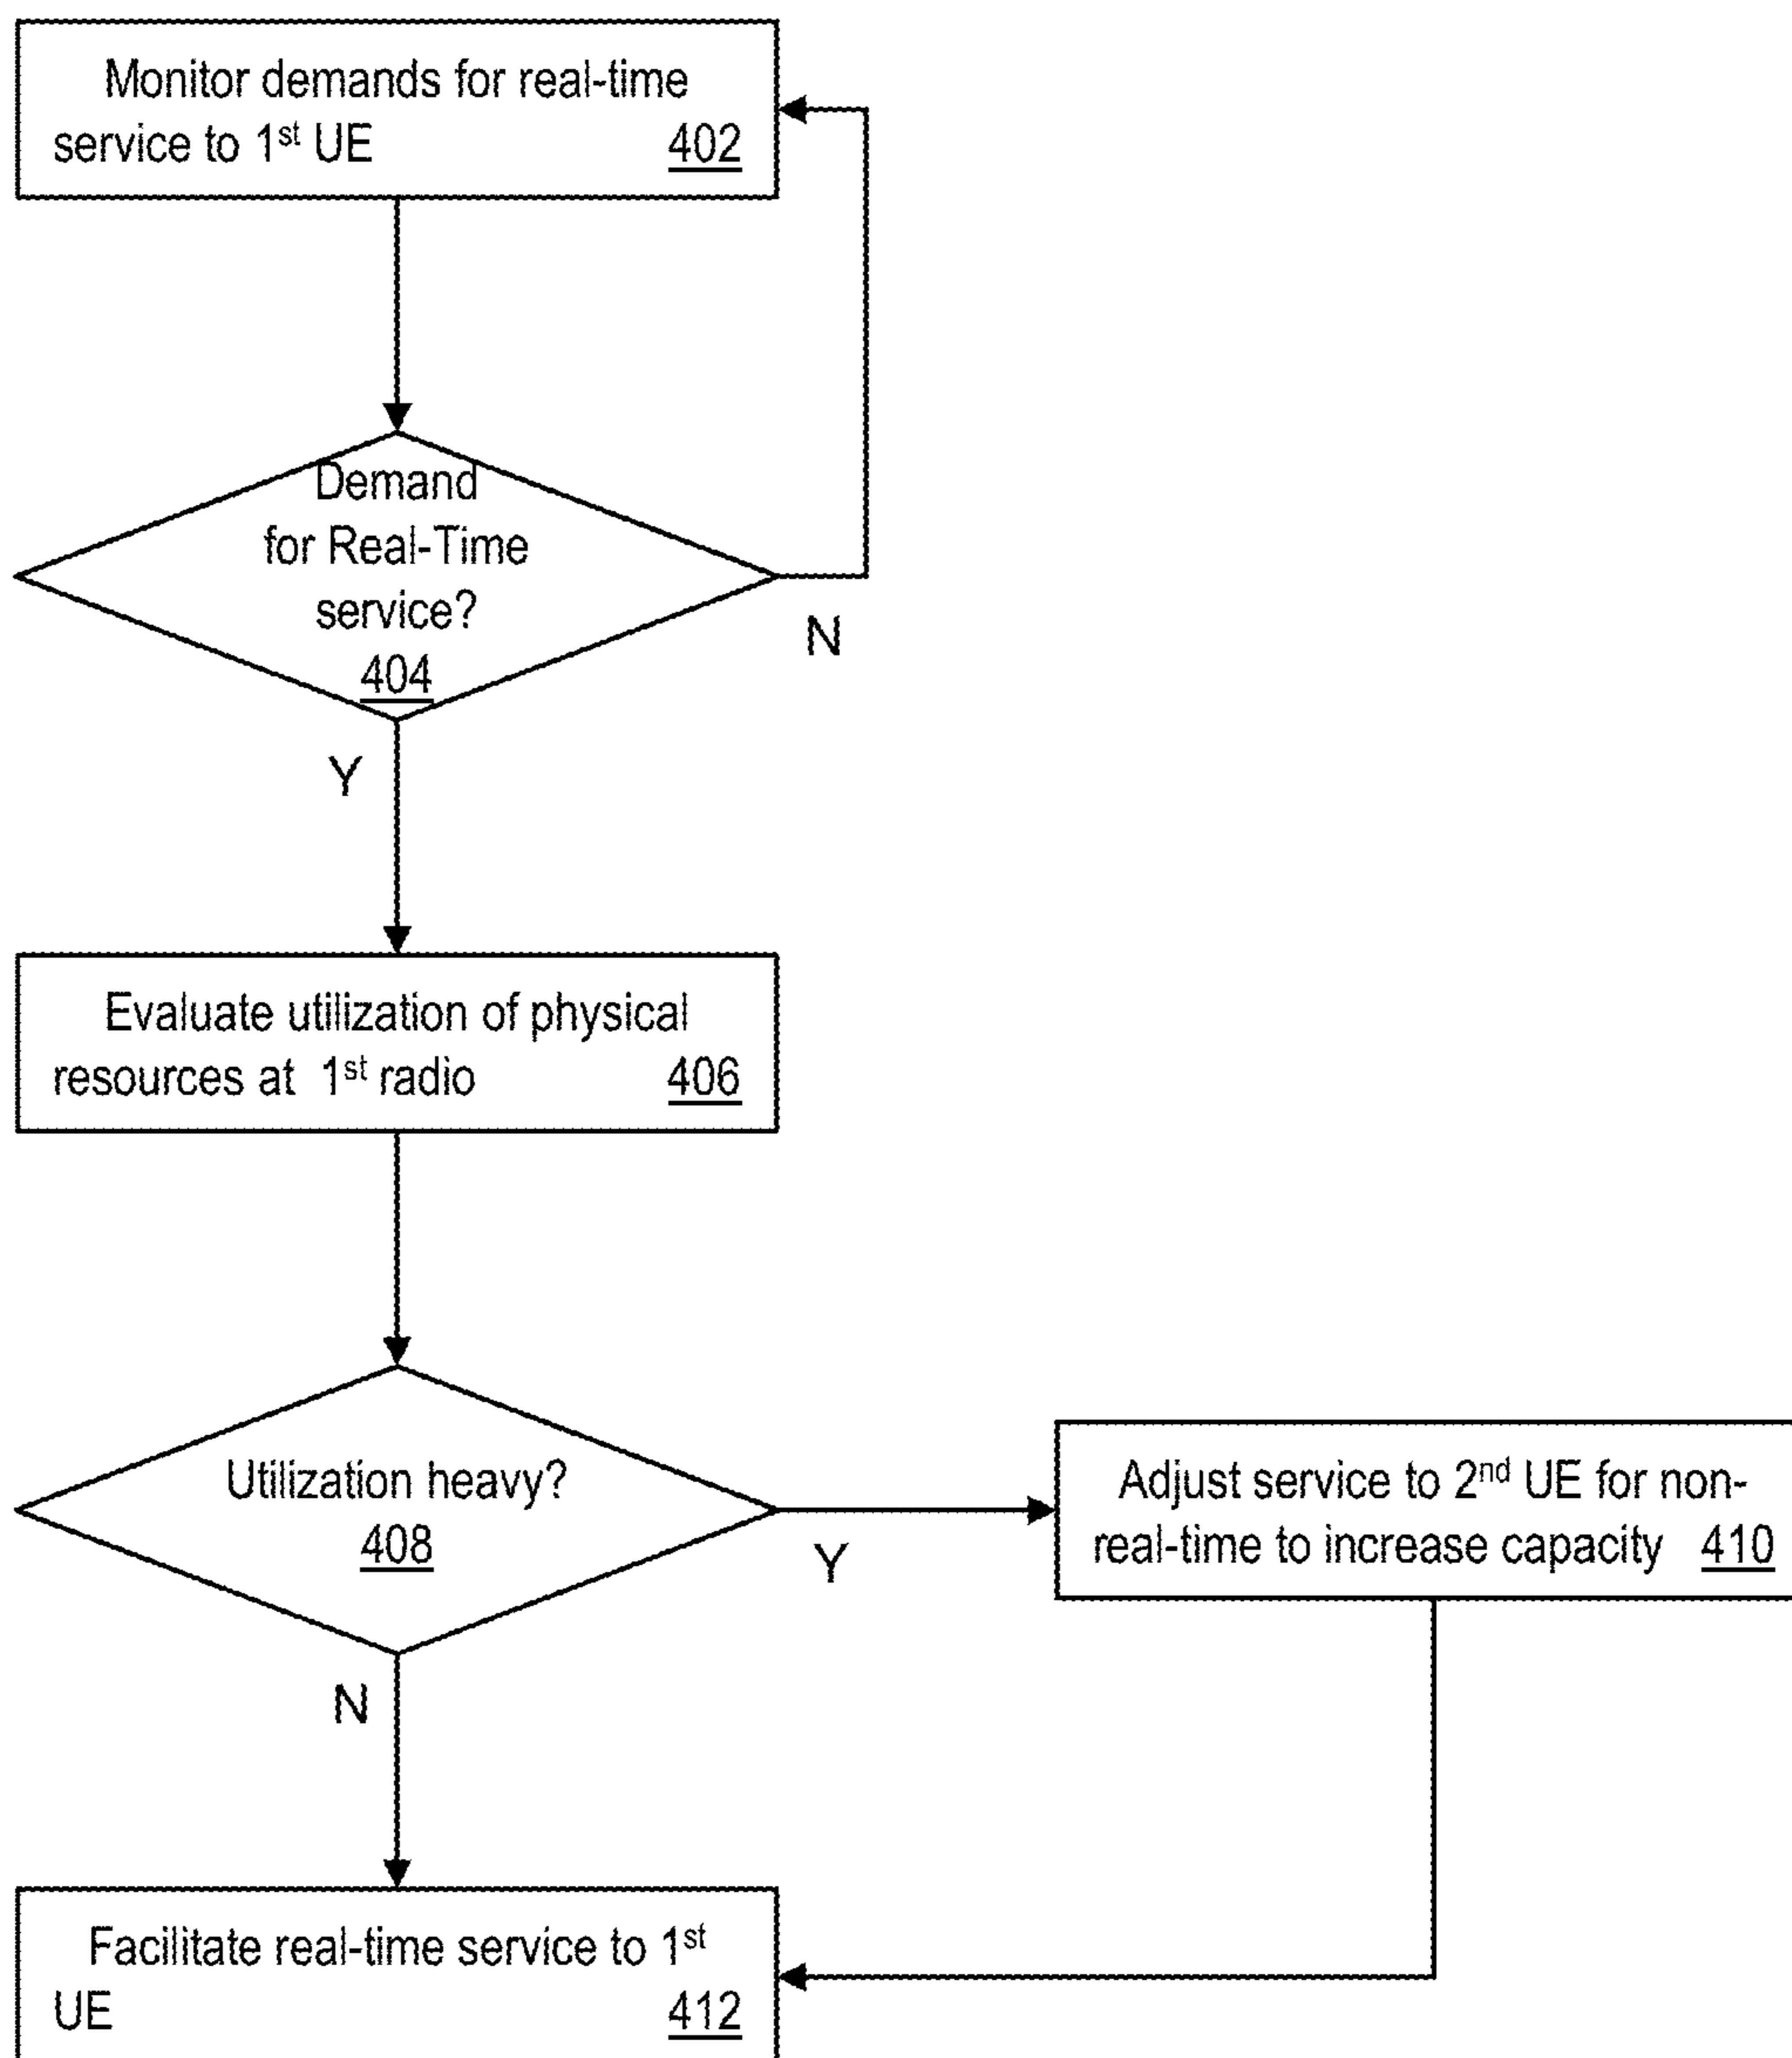 Monitor demands for real-time
service to 1st UE 402
Demand
for Real-Time
service?
404
N
Y
Evaluate utilization of physical
resources at 1st radio 406
Utilization heavy?
408
Y
Adjust service to 2nd UE for non-
real-time to increase capacity 410
N
Facilitate real-time service to 1st
UE 412